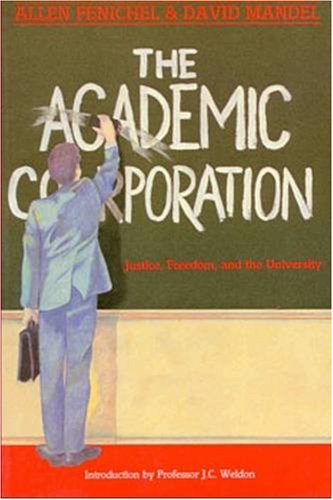 ALLEN FENICHEL & DAVID MANDEL
THE
ACADEMIC
CORPORATION
Justice, Freedom, and the University
Introduction by Professor J.C. Weldon